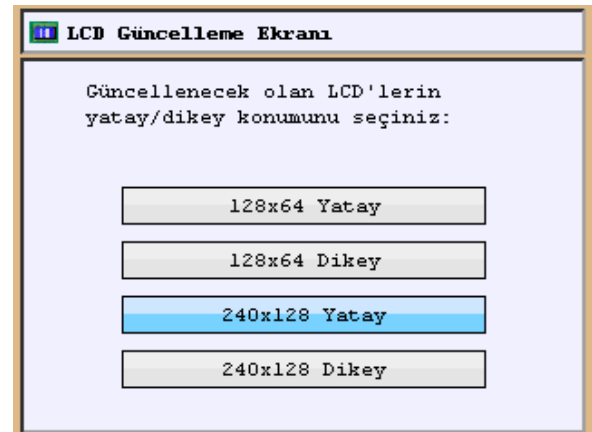 LCD Güncelleme Ekranı
Güncellenecek olan LCD'lerin
yatay/dikey konumunu seçiniz:
128x64 Yatay
128x64 Dikey
240x128 Yatay
240x128 Dikey